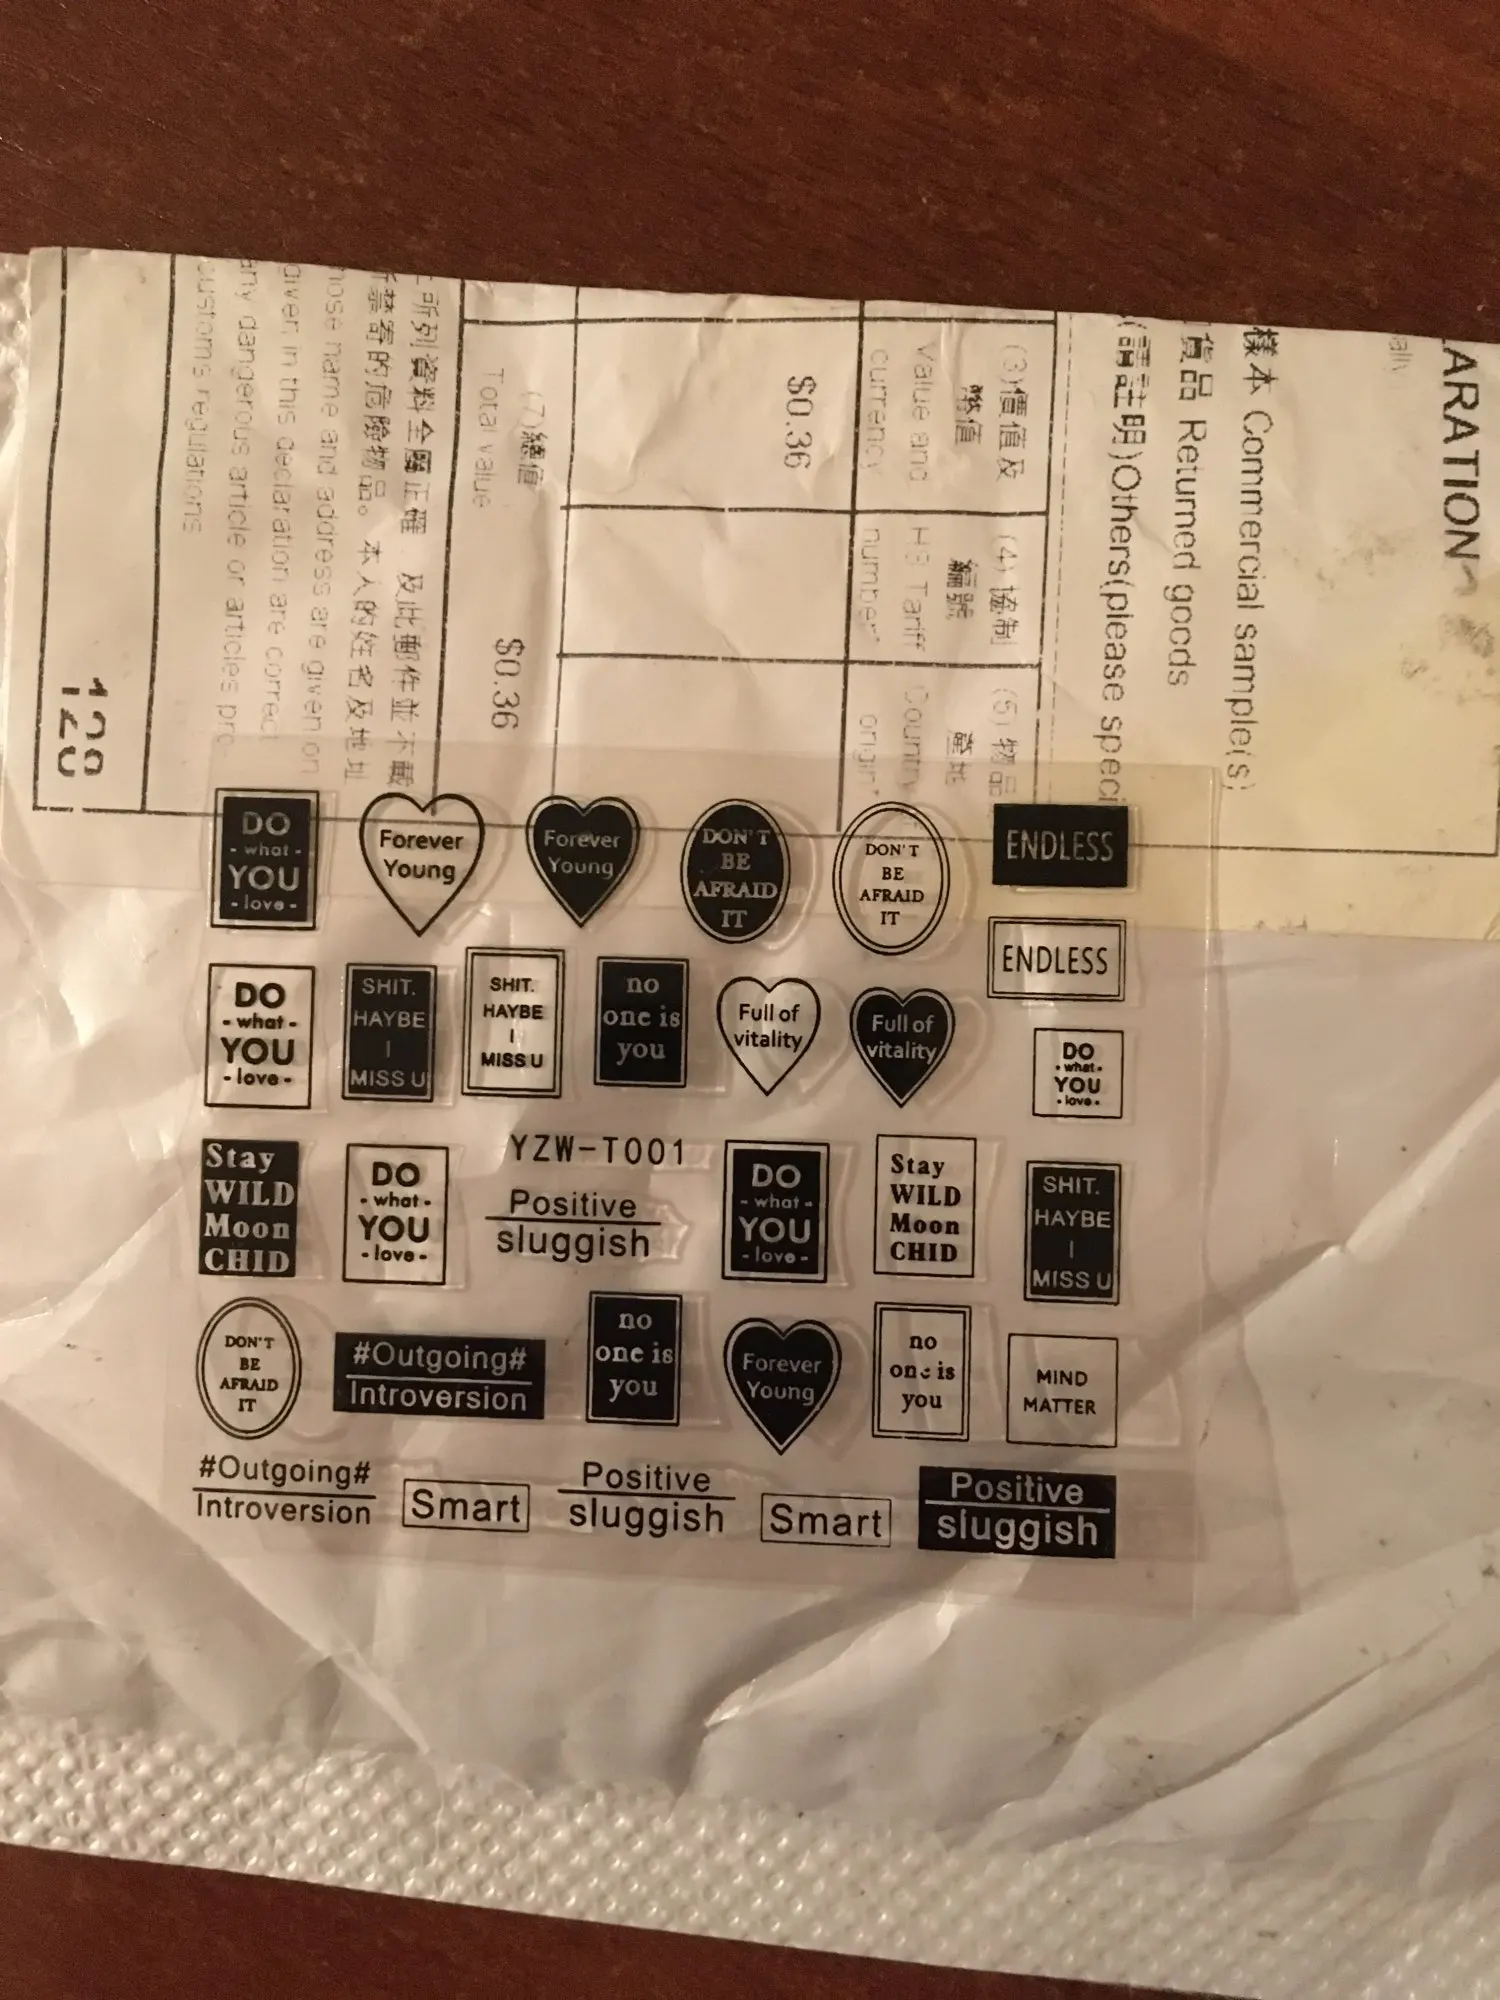 ARATION
樣本 Commercial sample(s)
貨品 Returned goods
(請註明)Others(please speci
(3)價值及
幣值
Value and
currency
(4) 協制
編號
HS Tariff
number
(5) 物品
產地
Country
origin
$0.36
(7)總值
Total value
$0.36
所列資料全屬正確 及此郵件並不載
禁寄的危險物品。本人的姓名及地址
hose name and address are given on
given in this declaration are correct
any dangerous article or articles pro
customs regulations
DO
- what -
YOU
- love -
Forever
Young
Forever
Young
DON'T
BE
AFRAID
IT
DON'T
BE
AFRAID
IT
ENDLESS
ENDLESS
DO
- what -
YOU
- love -
SHIT.
HAYBE
I
MISS U
SHIT.
HAYBE
I
MISS U
no
one is
you
Full of
vitality
Full of
vitality
DO
- what -
YOU
- love -
Stay
WILD
Moon
CHID
DO
- what -
YOU
- love -
YZW-T001
Positive
sluggish
DO
- what -
YOU
- love -
Stay
WILD
Moon
CHID
SHIT.
HAYBE
I
MISS U
DON'T
BE
AFRAID
IT
#Outgoing#
Introversion
no
one is
you
Forever
Young
no
one is
you
MIND
MATTER
#Outgoing#
Introversion
Smart
Positive
sluggish
Smart
Positive
sluggish